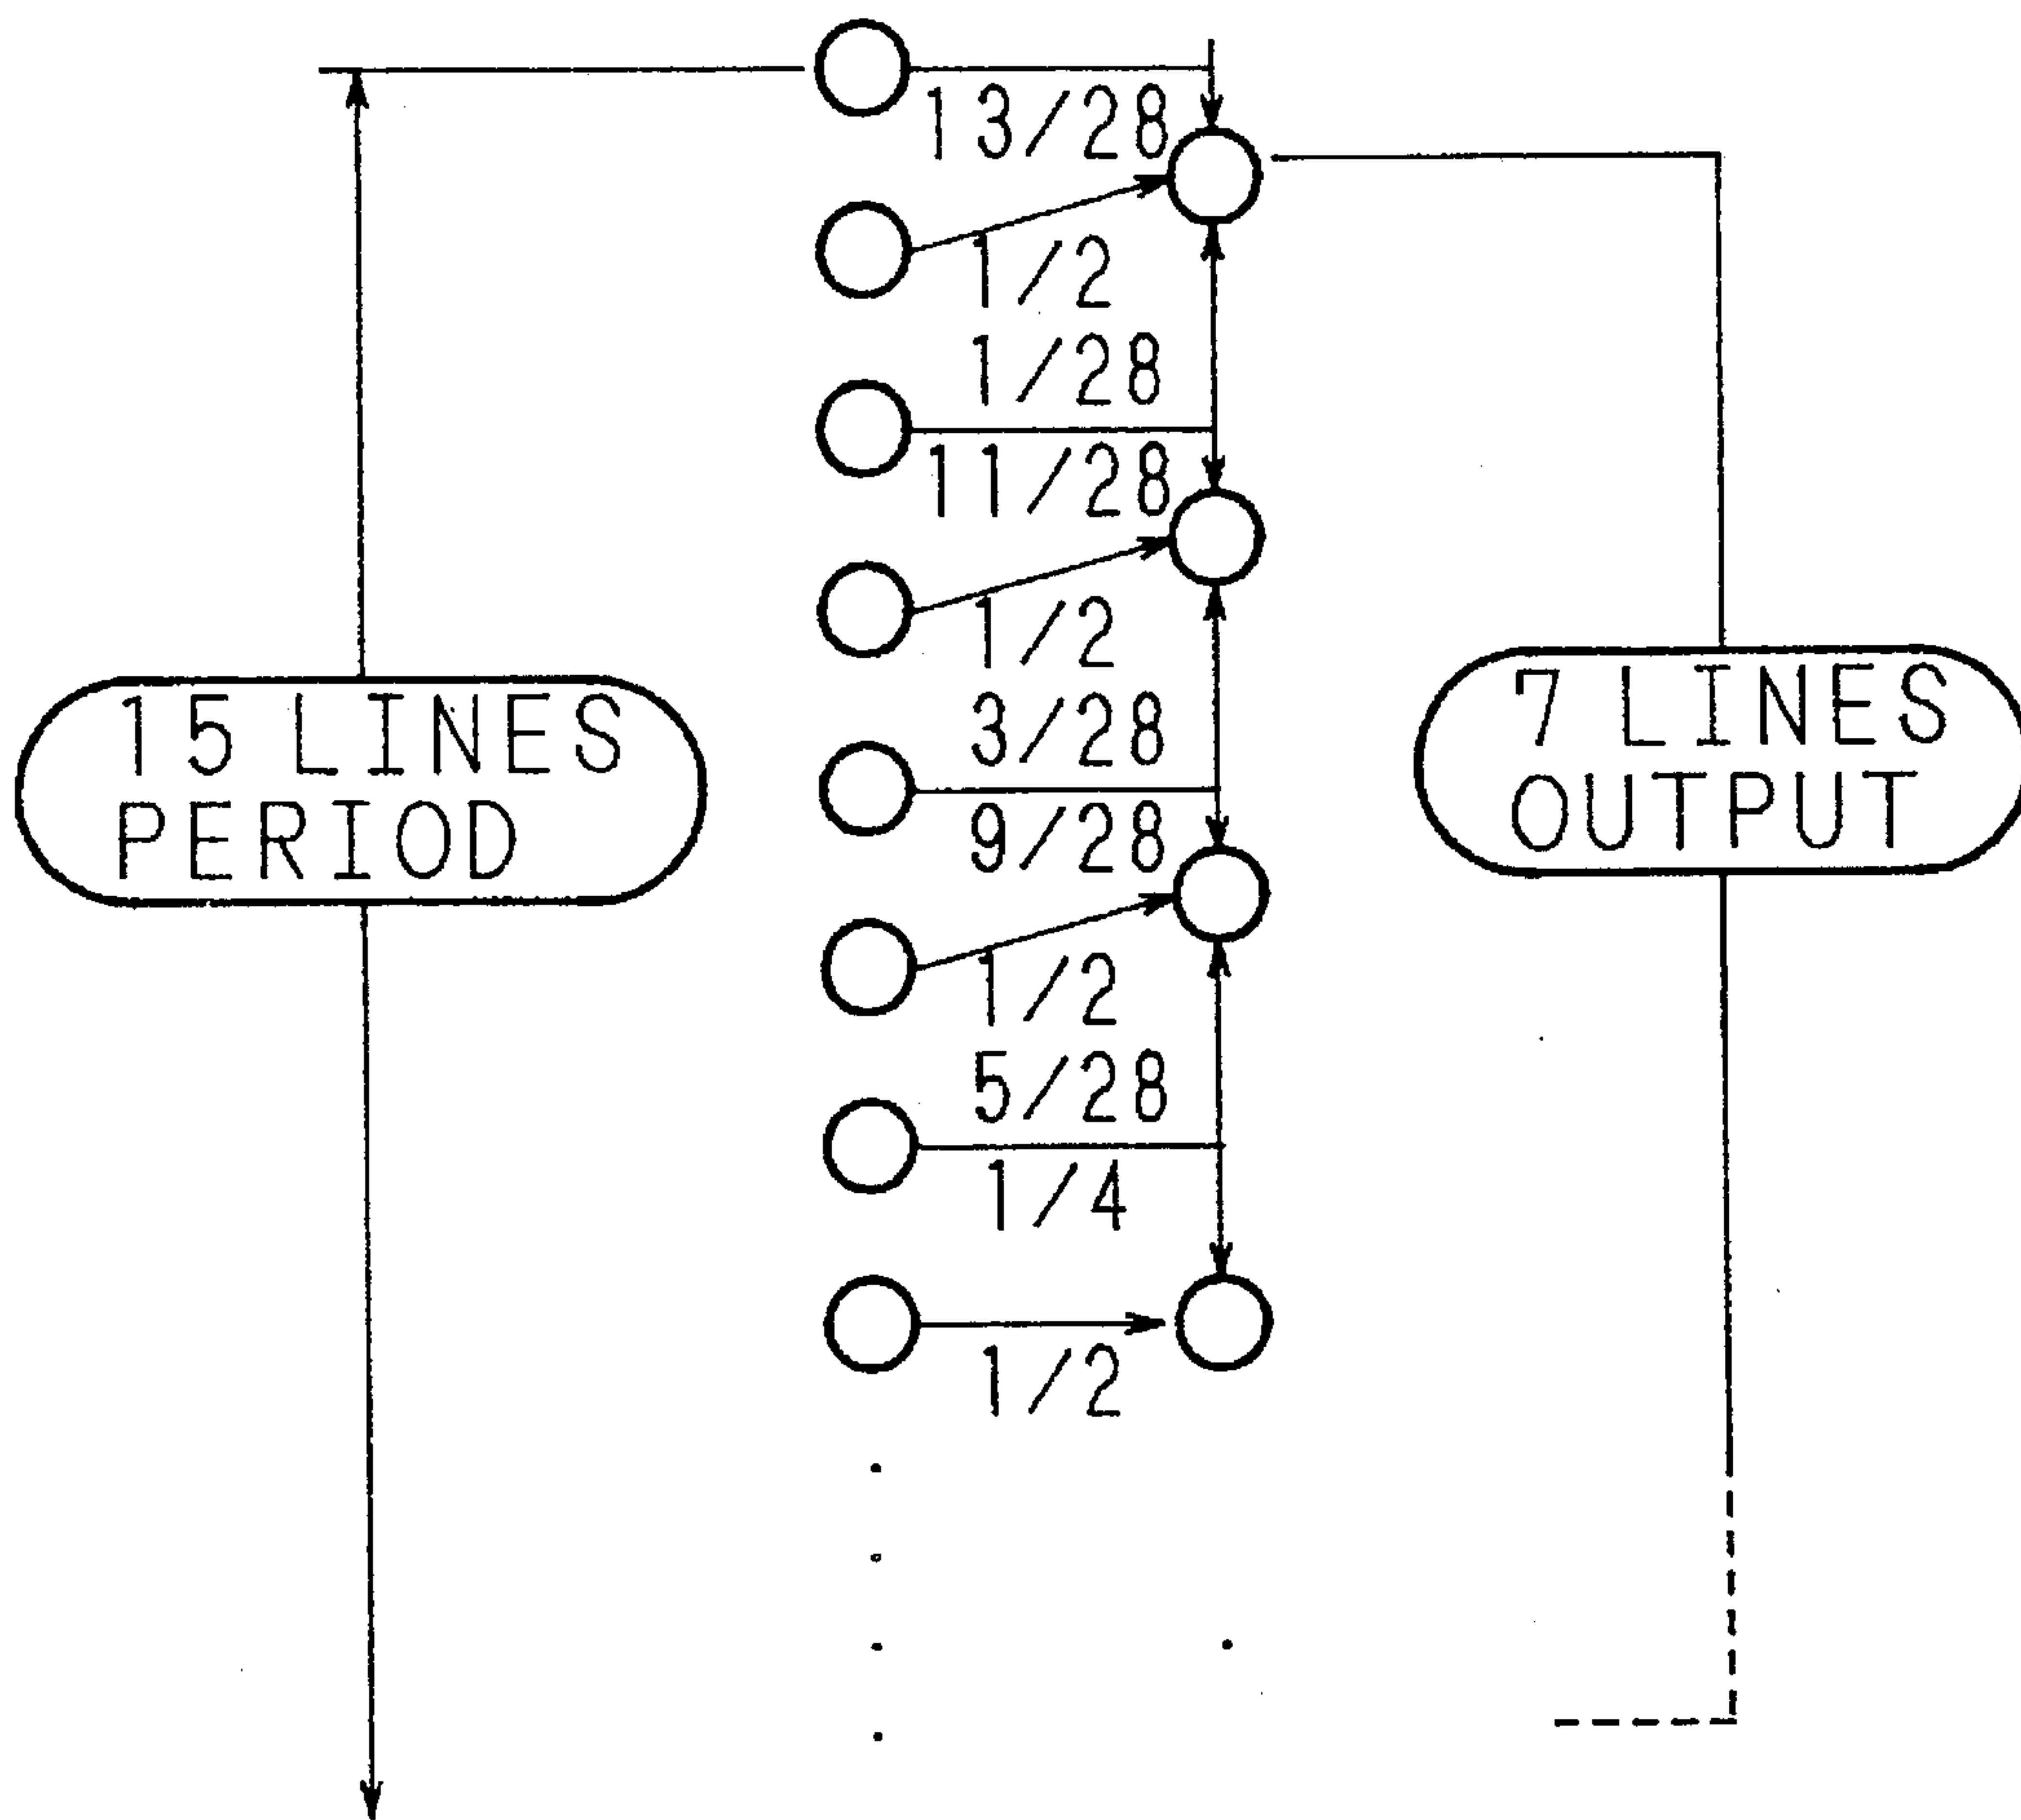 13/28
1/2
1/28
11/28
1/2
3/28
9/28
1/2
5/28
1/4
1/2
15 LINES
PERIOD
7 LINES
OUTPUT